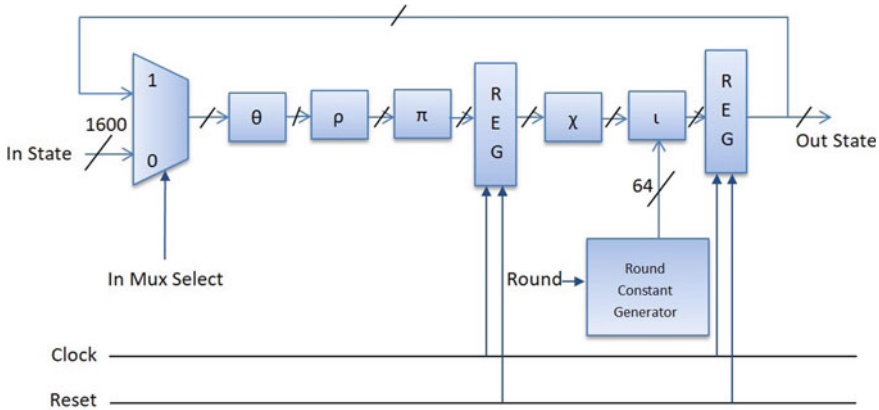 1
1600
In State
0
θ
ρ
π
R
E
G
χ
ι
R
E
G
Out State
64
In Mux Select
Round
Round
Constant
Generator
Clock
Reset